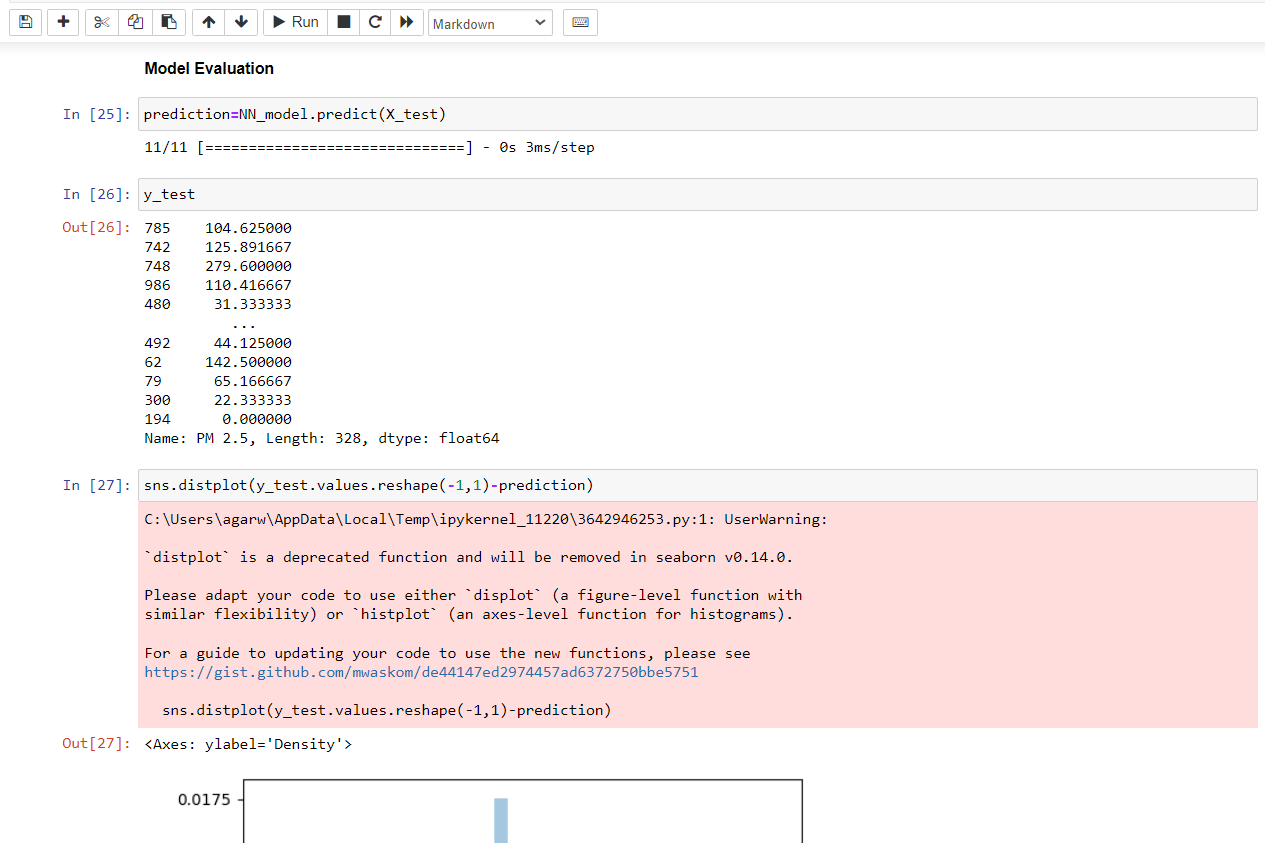 Run
Markdown
Model Evaluation
In [25]: prediction=NN_model.predict(X_test)
11/11 [==============================] - 0s 3ms/step
In [26]: y_test
Out[26]: 785    104.625000
742    125.891667
748    279.600000
986    110.416667
480     31.333333
...
492     44.125000
62     142.500000
79      65.166667
300     22.333333
194      0.000000
Name: PM 2.5, Length: 328, dtype: float64
In [27]: sns.distplot(y_test.values.reshape(-1,1)-prediction)
C:\Users\agarw\AppData\Local\Temp\ipykernel_11220\3642946253.py:1: UserWarning:
`distplot` is a deprecated function and will be removed in seaborn v0.14.0.
Please adapt your code to use either `displot` (a figure-level function with
similar flexibility) or `histplot` (an axes-level function for histograms).
For a guide to updating your code to use the new functions, please see
https://gist.github.com/mwaskom/de44147ed2974457ad6372750bbe5751
sns.distplot(y_test.values.reshape(-1,1)-prediction)
Out[27]: <Axes: ylabel='Density'>
0.0175